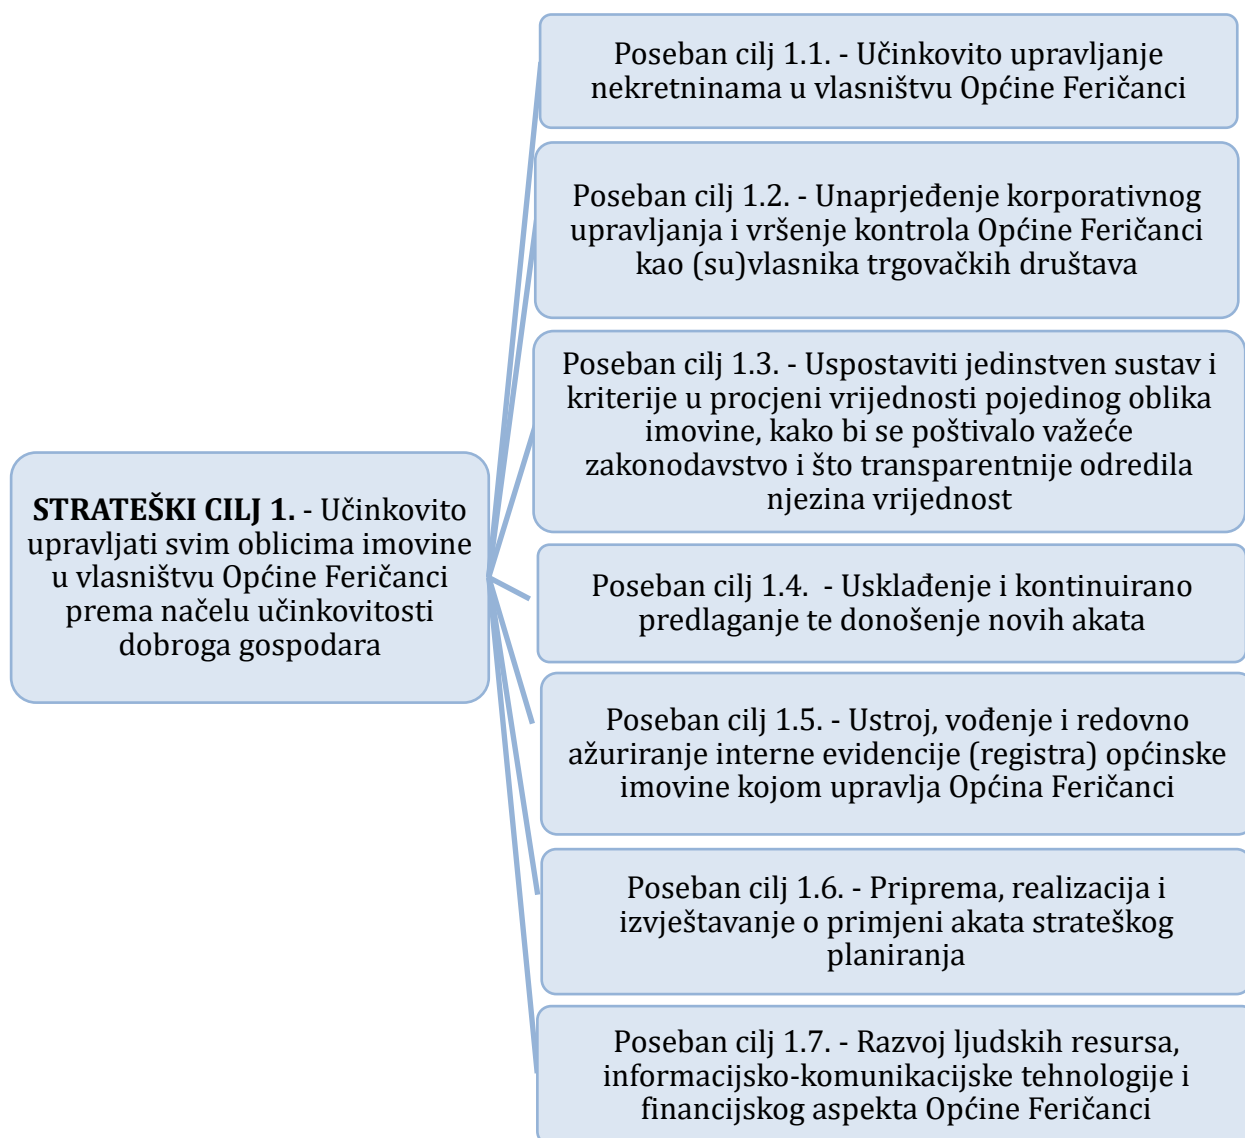 STRATEŠKI CILJ 1. - Učinkovito
upravljati svim oblicima imovine
u vlasništvu Općine Feričanci
prema načelu učinkovitosti
dobroga gospodara
Poseban cilj 1.1. - Učinkovito upravljanje
nekretninama u vlasništvu Općine Feričanci
Poseban cilj 1.2. - Unaprjeđenje korporativnog
upravljanja i vršenje kontrola Općine Feričanci
kao (su)vlasnika trgovačkih društava
Poseban cilj 1.3. - Uspostaviti jedinstven sustav i
kriterije u procjeni vrijednosti pojedinog oblika
imovine, kako bi se poštivalo važeće
zakonodavstvo i što transparentnije odredila
njezina vrijednost
Poseban cilj 1.4.  - Usklađenje i kontinuirano
predlaganje te donošenje novih akata
Poseban cilj 1.5. - Ustroj, vođenje i redovno
ažuriranje interne evidencije (registra) općinske
imovine kojom upravlja Općina Feričanci
Poseban cilj 1.6. - Priprema, realizacija i
izvještavanje o primjeni akata strateškog
planiranja
Poseban cilj 1.7. - Razvoj ljudskih resursa,
informacijsko-komunikacijske tehnologije i
financijskog aspekta Općine Feričanci